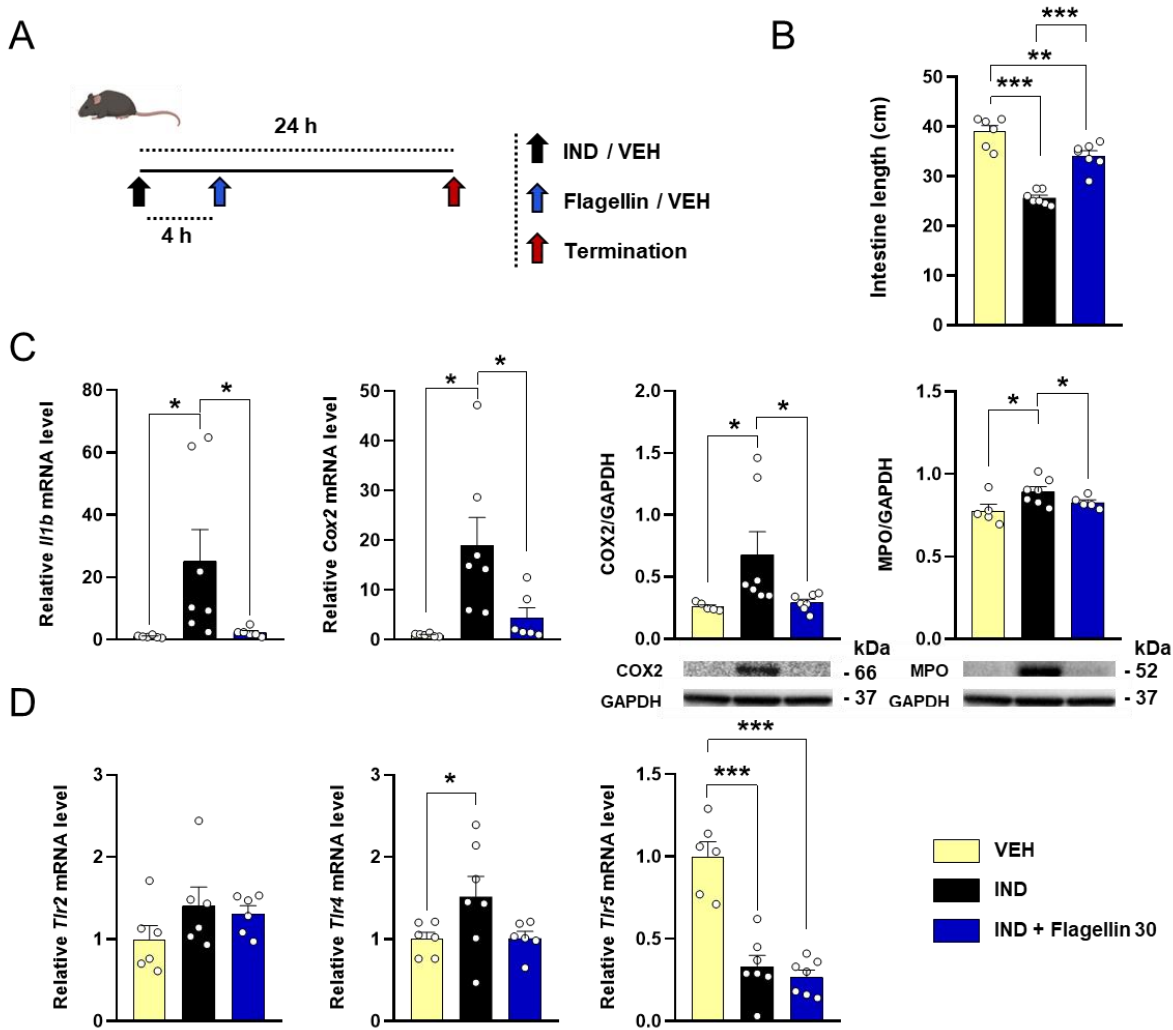 A
24 h
4 h
IND / VEH
Flagellin / VEH
Termination
B
***
**
***
Intestine length (cm)
50
40
30
20
10
0
C
Relative Il1b mRNA level
80
60
40
20
0
*
*
Relative Cox2 mRNA level
50
40
30
20
10
0
*
*
COX2/GAPDH
2.0
1.5
1.0
0.5
0.0
*
*
kDa
COX2
- 66
GAPDH
- 37
MPO/GAPDH
1.5
1.0
0.5
0.0
*
*
kDa
MPO
- 52
GAPDH
- 37
D
Relative Tlr2 mRNA level
3
2
1
0
Relative Tlr4 mRNA level
3
2
1
0
*
Relative Tlr5 mRNA level
1.5
1.0
0.5
0.0
***
***
VEH
IND
IND + Flagellin 30